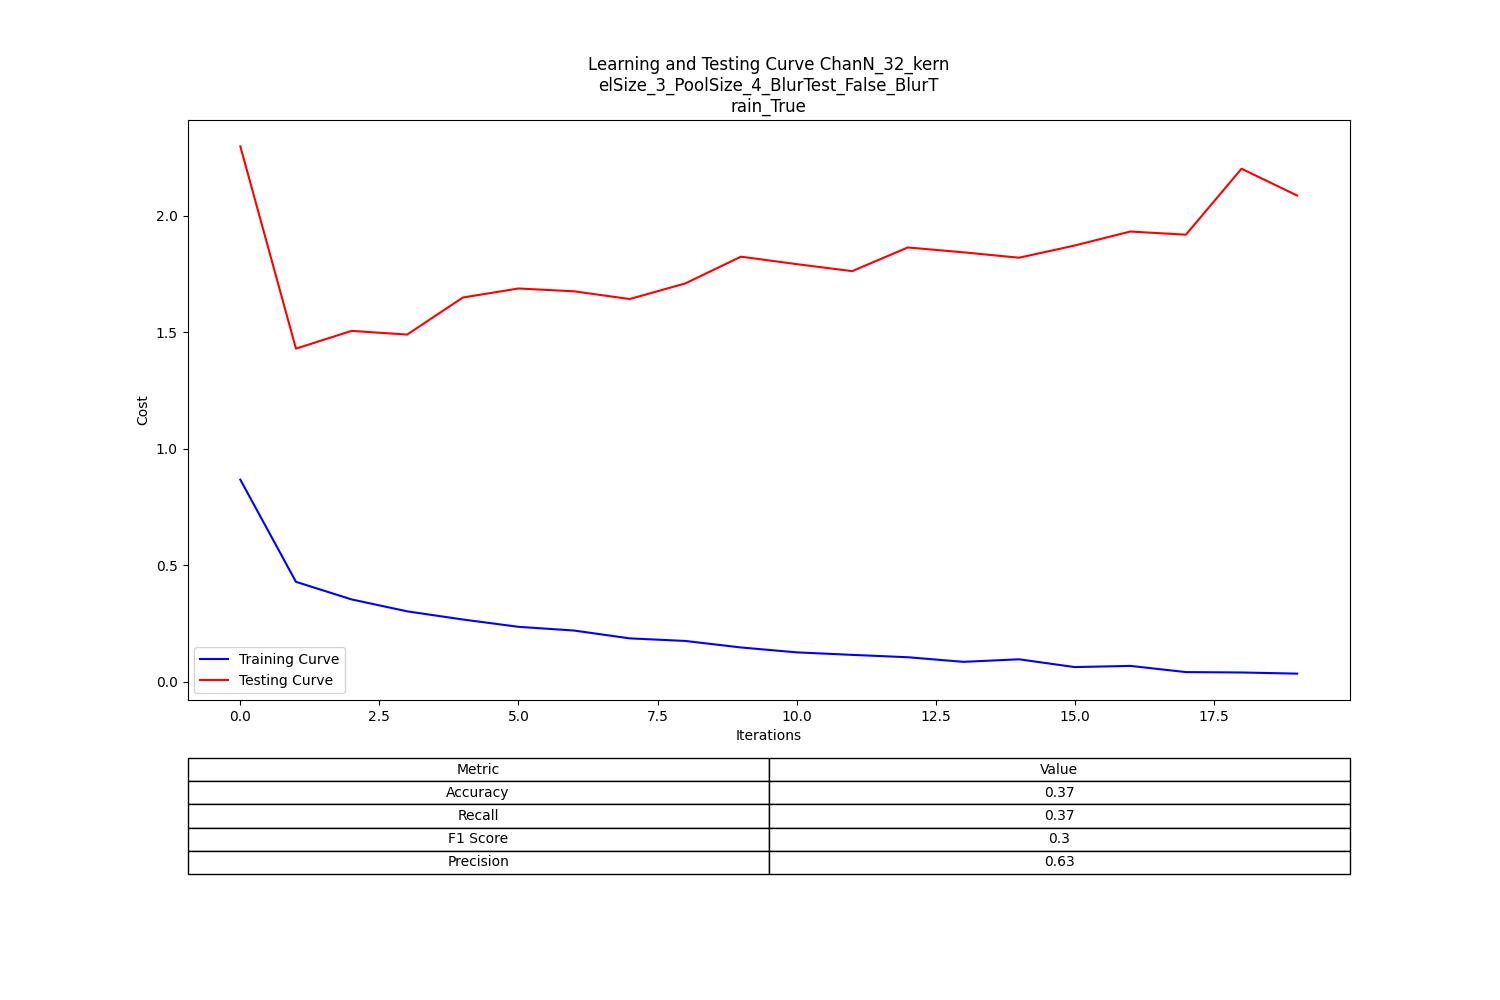 Learning and Testing Curve ChanN_32_kern
elSize_3_PoolSize_4_BlurTest_False_BlurT
rain_True
2.0
1.5
1.0
0.5
0.0
Cost
Training Curve
Testing Curve
0.0 2.5 5.0 7.5 10.0 12.5 15.0 17.5
Iterations
Metric Value
Accuracy 0.37
Recall 0.37
F1 Score 0.3
Precision 0.63